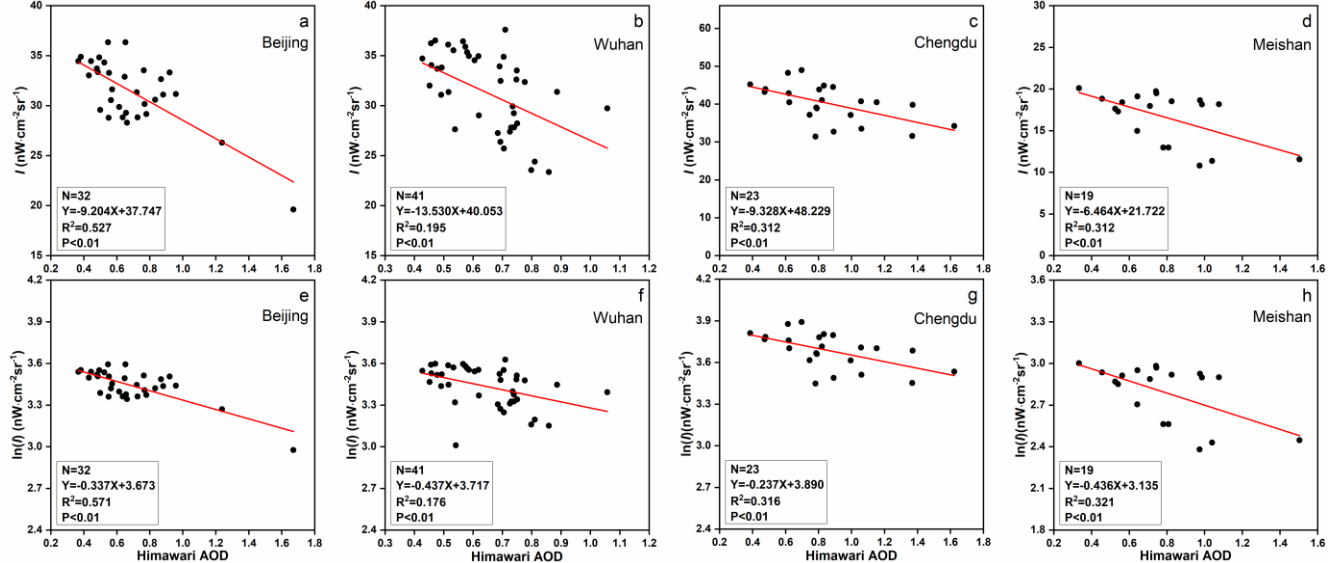 a
Beijing
40
35
30
25
20
15
I (nW·cm⁻²sr⁻¹)
N=32
Y=-9.204X+37.747
R²=0.527
P<0.01
0.2 0.4 0.6 0.8 1.0 1.2 1.4 1.6 1.8
b
Wuhan
40
35
30
25
20
15
I (nW·cm⁻²sr⁻¹)
N=41
Y=-13.530X+40.053
R²=0.195
P<0.01
0.3 0.4 0.5 0.6 0.7 0.8 0.9 1.0 1.1 1.2
c
Chengdu
60
50
40
30
20
10
0
I (nW·cm⁻²sr⁻¹)
N=23
Y=-9.328X+48.229
R²=0.312
P<0.01
0.2 0.4 0.6 0.8 1.0 1.2 1.4 1.6 1.8
d
Meishan
30
25
20
15
10
5
0
I (nW·cm⁻²sr⁻¹)
N=19
Y=-6.464X+21.722
R²=0.312
P<0.01
0.2 0.4 0.6 0.8 1.0 1.2 1.4 1.6
e
Beijing
4.2
3.9
3.6
3.3
3.0
2.7
2.4
ln(I) (nW·cm⁻²sr⁻¹)
N=32
Y=-0.337X+3.673
R²=0.571
P<0.01
0.2 0.4 0.6 0.8 1.0 1.2 1.4 1.6 1.8
Himawari AOD
f
Wuhan
4.2
3.9
3.6
3.3
3.0
2.7
2.4
ln(I) (nW·cm⁻²sr⁻¹)
N=41
Y=-0.437X+3.717
R²=0.176
P<0.01
0.3 0.4 0.5 0.6 0.7 0.8 0.9 1.0 1.1 1.2
Himawari AOD
g
Chengdu
4.2
3.9
3.6
3.3
3.0
2.7
2.4
ln(I)(nW·cm⁻²sr⁻¹)
N=23
Y=-0.237X+3.890
R²=0.316
P<0.01
0.2 0.4 0.6 0.8 1.0 1.2 1.4 1.6 1.8
Himawari AOD
h
Meishan
3.6
3.3
3.0
2.7
2.4
2.1
1.8
ln(I)(nW·cm⁻²sr⁻¹)
N=19
Y=-0.436X+3.135
R²=0.321
P<0.01
0.2 0.4 0.6 0.8 1.0 1.2 1.4 1.6
Himawari AOD